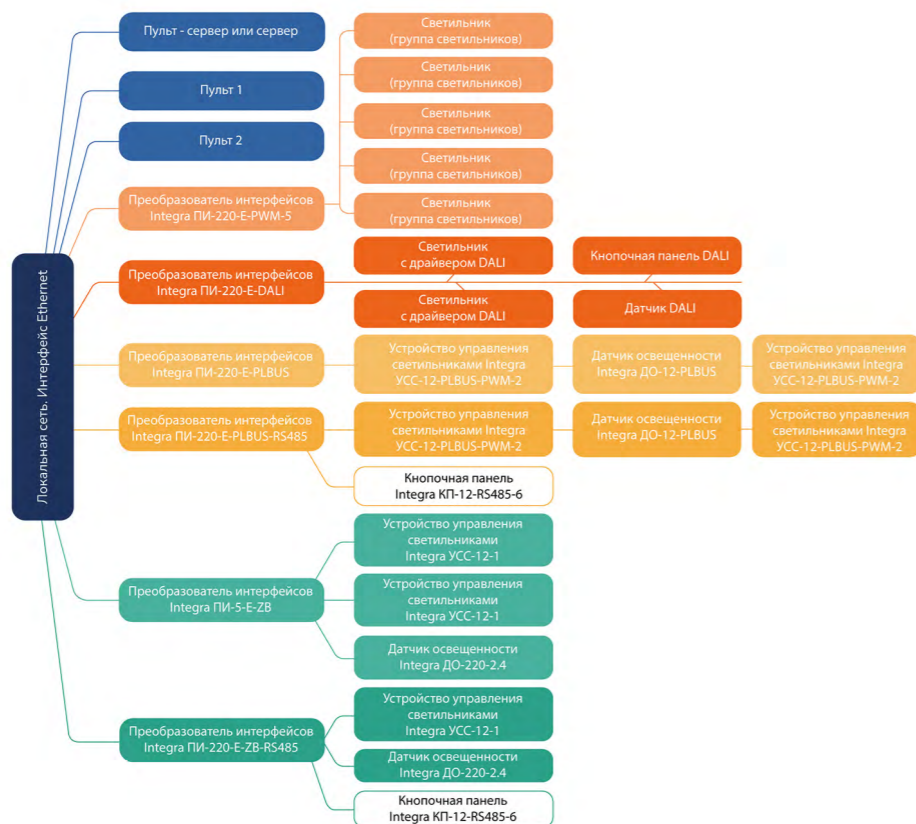 Локальная сеть. Интерфейс Ethernet
Пульт - сервер или сервер
Пульт 1
Пульт 2
Преобразователь интерфейсов
Integra ПИ-220-E-PWM-5
Светильник
(группа светильников)
Светильник
(группа светильников)
Светильник
(группа светильников)
Светильник
(группа светильников)
Светильник
(группа светильников)
Преобразователь интерфейсов
Integra ПИ-220-E-DALI
Светильник
с драйвером DALI
Кнопочная панель DALI
Светильник
с драйвером DALI
Датчик DALI
Преобразователь интерфейсов
Integra ПИ-220-E-PLBUS
Устройство управления
светильниками Integra
УСС-12-PLBUS-PWM-2
Датчик освещенности
Integra ДО-12-PLBUS
Устройство управления
светильниками Integra
УСС-12-PLBUS-PWM-2
Преобразователь интерфейсов
Integra ПИ-220-E-PLBUS-RS485
Устройство управления
светильниками Integra
УСС-12-PLBUS-PWM-2
Датчик освещенности
Integra ДО-12-PLBUS
Устройство управления
светильниками Integra
УСС-12-PLBUS-PWM-2
Кнопочная панель
Integra КП-12-RS485-6
Преобразователь интерфейсов
Integra ПИ-5-E-ZB
Устройство управления
светильниками
Integra УСС-12-1
Устройство управления
светильниками
Integra УСС-12-1
Датчик освещенности
Integra ДО-220-2.4
Преобразователь интерфейсов
Integra ПИ-220-E-ZB-RS485
Устройство управления
светильниками
Integra УСС-12-1
Датчик освещенности
Integra ДО-220-2.4
Кнопочная панель
Integra КП-12-RS485-6